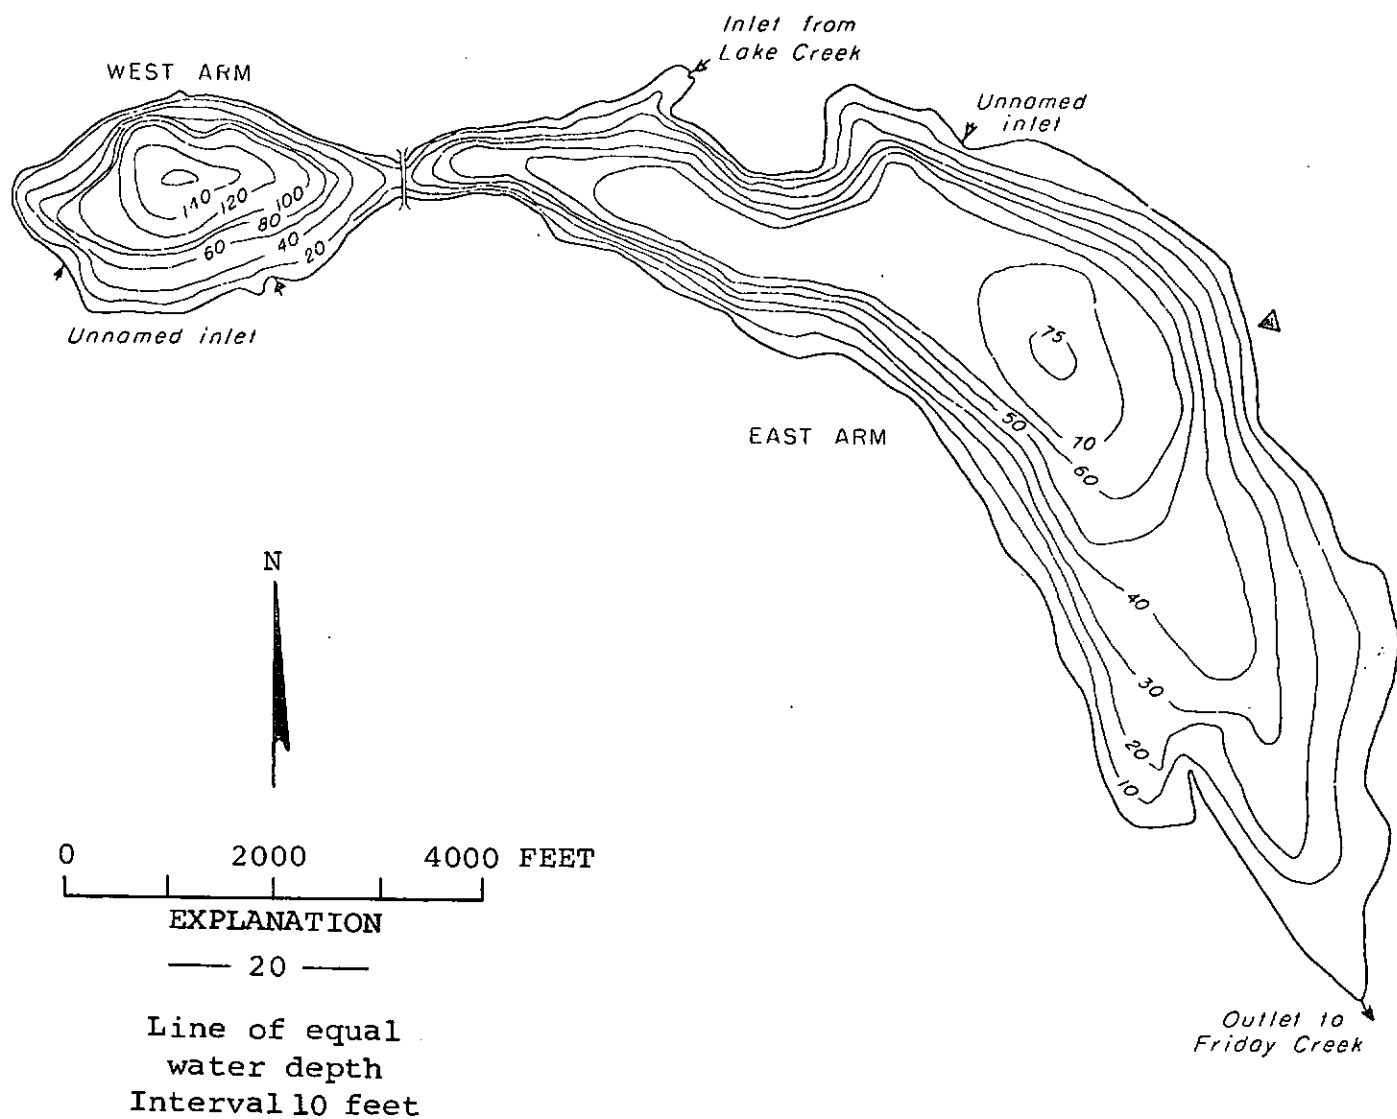 Inlet from
Lake Creek
WEST ARM
Unnamed
inlet
140
120
100
80
60
40
20
Unnamed inlet
75
EAST ARM
50
70
60
N
40
30
20
10
0 2000 4000 FEET
EXPLANATION
20
Line of equal
water depth
Interval 10 feet
Outlet to
Friday Creek